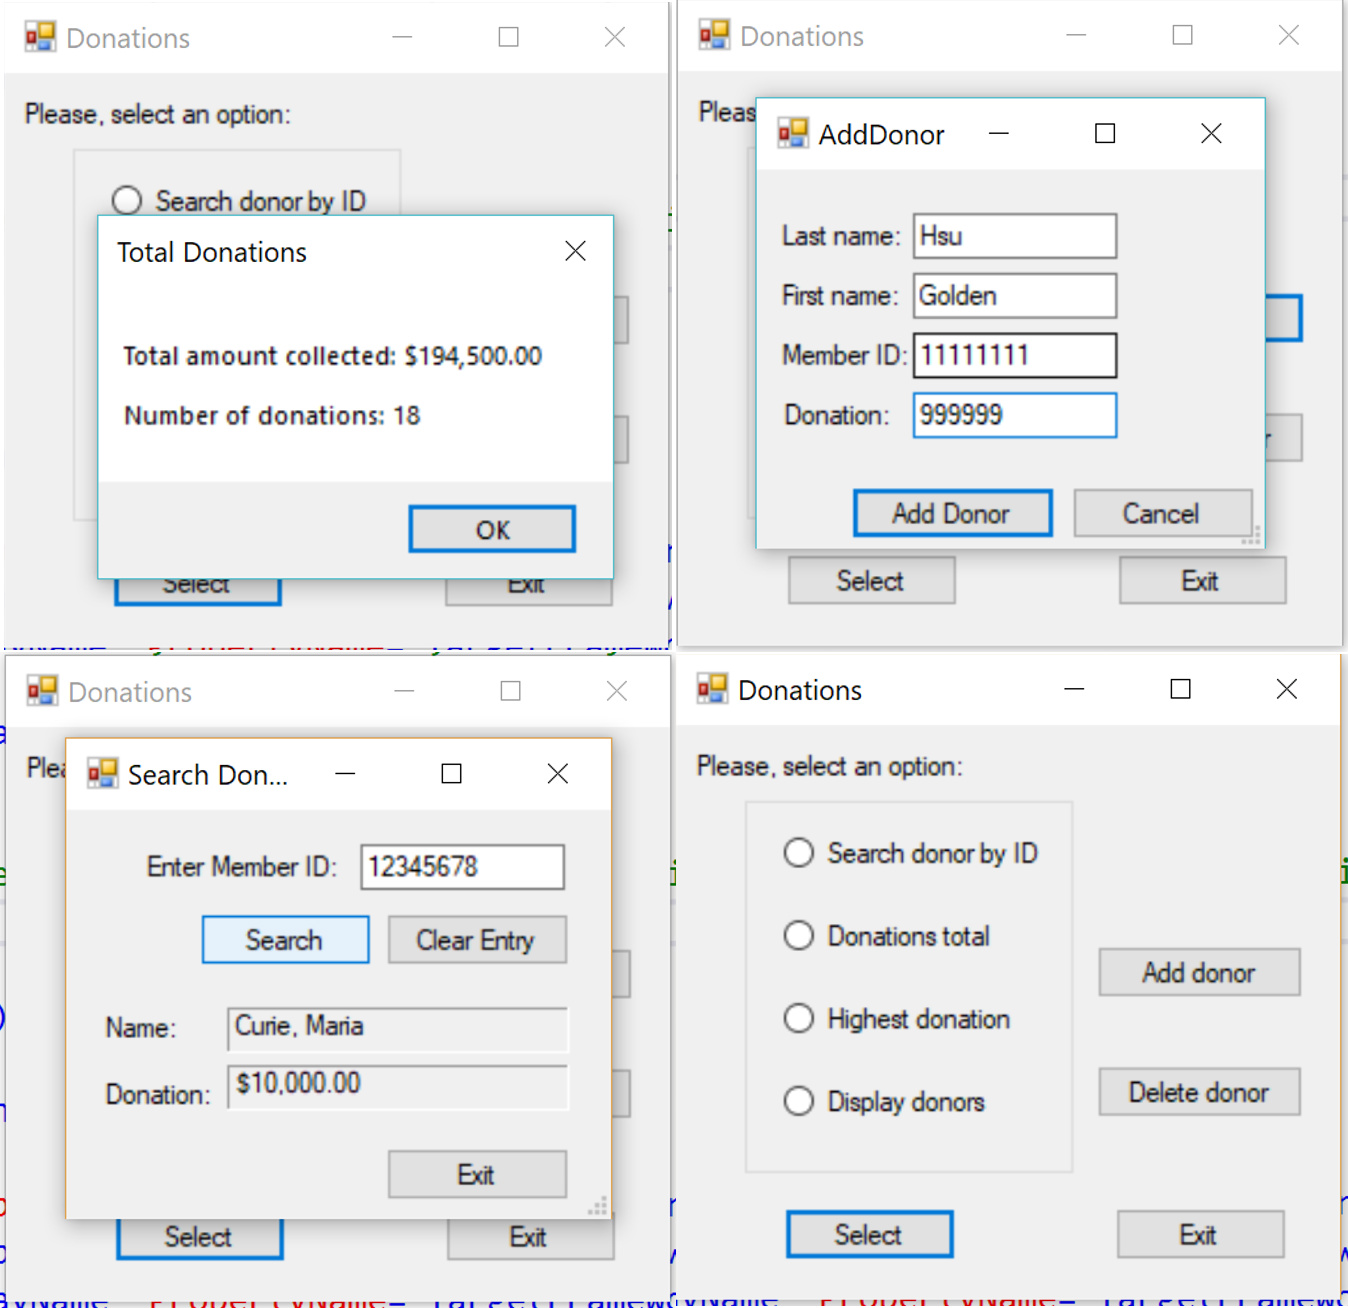 Donations
Please, select an option:
Search donor by ID
Total Donations
Total amount collected: $194,500.00
Number of donations: 18
OK
Select
Exit
Donations
AddDonor
Last name: Hsu
First name: Golden
Member ID: 11111111
Donation: 999999
Add Donor Cancel
Select Exit
Donations
Search Don...
Enter Member ID: 12345678
Search Clear Entry
Name: Curie, Maria
Donation: $10,000.00
Exit
Select Exit
Donations
Please, select an option:
Search donor by ID
Donations total
Highest donation
Display donors
Add donor
Delete donor
Select Exit